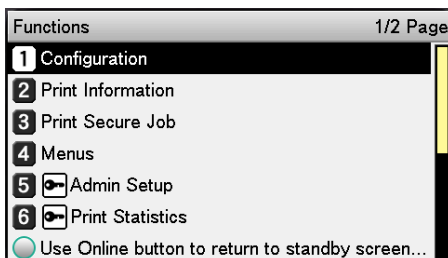 Functions 1/2 Page
1 Configuration
2 Print Information
3 Print Secure Job
4 Menus
5 Admin Setup
6 Print Statistics
Use Online button to return to standby screen...